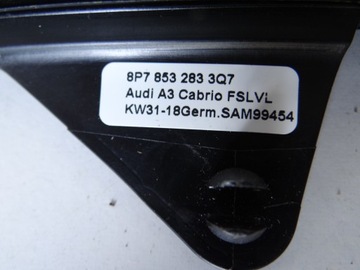 8P7 853 283 3Q7
Audi A3 Cabrio FSLVL
KW31-18Germ.SAM99454